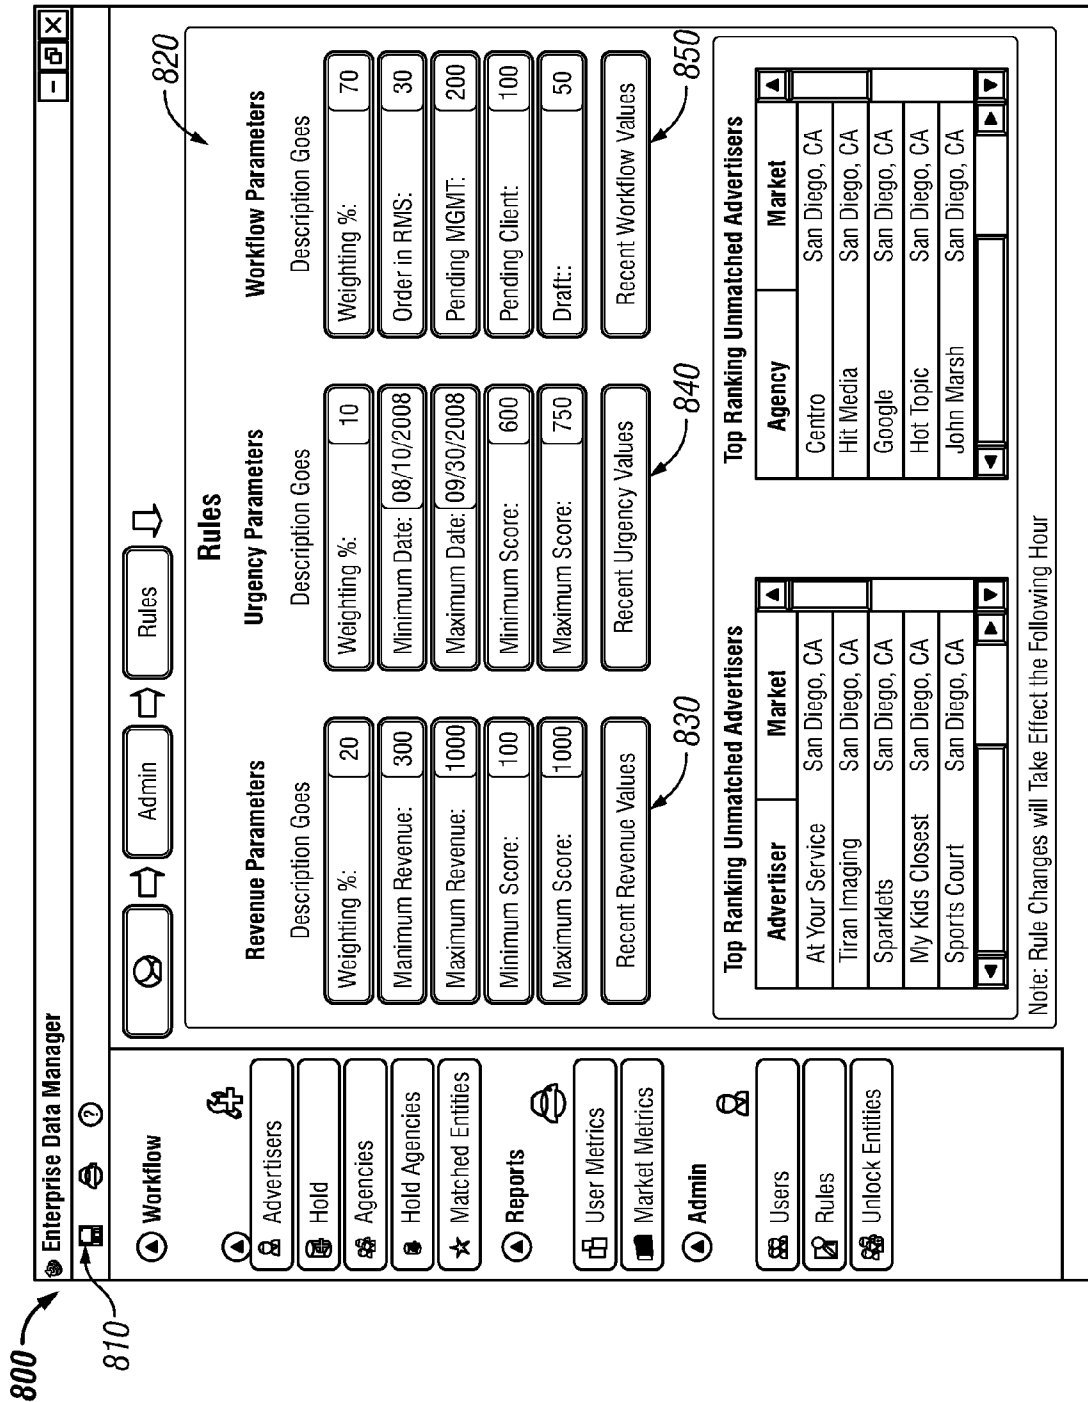 800
Enterprise Data Manager
810
?
Workflow
Advertisers
Hold
Agencies
Hold Agencies
Matched Entities
Reports
User Metrics
Market Metrics
Admin
Users
Rules
Unlock Entities
Admin
Rules
820
Rules
Revenue Parameters
Description Goes
Weighting %: 20
Manimum Revenue: 300
Maximum Revenue: 1000
Minimum Score: 100
Maximum Score: 1000
Recent Revenue Values
830
Urgency Parameters
Description Goes
Weighting %: 10
Minimum Date: 08/10/2008
Maximum Date: 09/30/2008
Minimum Score: 600
Maximum Score: 750
Recent Urgency Values
840
Workflow Parameters
Description Goes
Weighting %: 70
Order in RMS: 30
Pending MGMT: 200
Pending Client: 100
Draft:: 50
Recent Workflow Values
850
Top Ranking Unmatched Advertisers
Advertiser Market
At Your Service San Diego, CA
Tiran Imaging San Diego, CA
Sparklets San Diego, CA
My Kids Closest San Diego, CA
Sports Court San Diego, CA
Top Ranking Unmatched Advertisers
Agency Market
Centro San Diego, CA
Hit Media San Diego, CA
Google San Diego, CA
Hot Topic San Diego, CA
John Marsh San Diego, CA
Note: Rule Changes will Take Effect the Following Hour